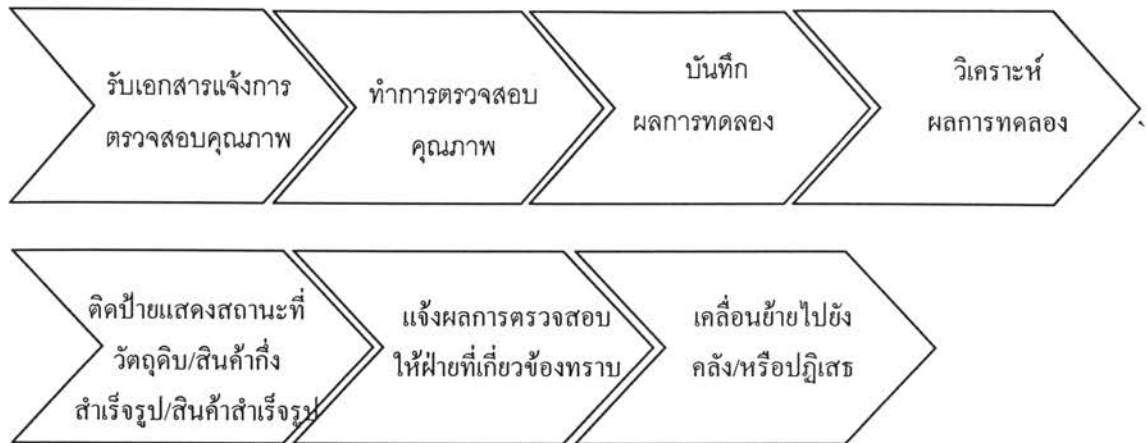 รับเอกสารแจ้งการ
ตรวจสอบคุณภาพ
ทำการตรวจสอบ
คุณภาพ
บันทึก
ผลการทดลอง
วิเคราะห์
ผลการทดลอง
ติดป้ายแสดงสถานะที่
วัตถุดิบ/สินค้ากึ่ง
สำเร็จรูป/สินค้าสำเร็จรูป
แจ้งผลการตรวจสอบ
ให้ฝ่ายที่เกี่ยวข้องทราบ
เคลื่อนย้ายไปยัง
คลัง/หรือปฏิเสธ